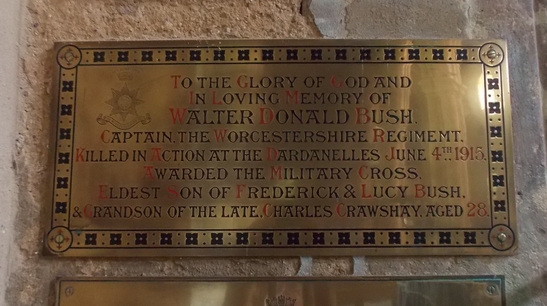 To the Glory of God and
In Loving Memory of
Walter Donald Bush,
Captain, the Worcestershire Regiment.
Killed in Action at the Dardanelles June 4th 1915.
Awarded the Military Cross.
Eldest Son of Frederick & Lucy Bush,
& Grandson of the late, Charles Crawshay, aged 28.